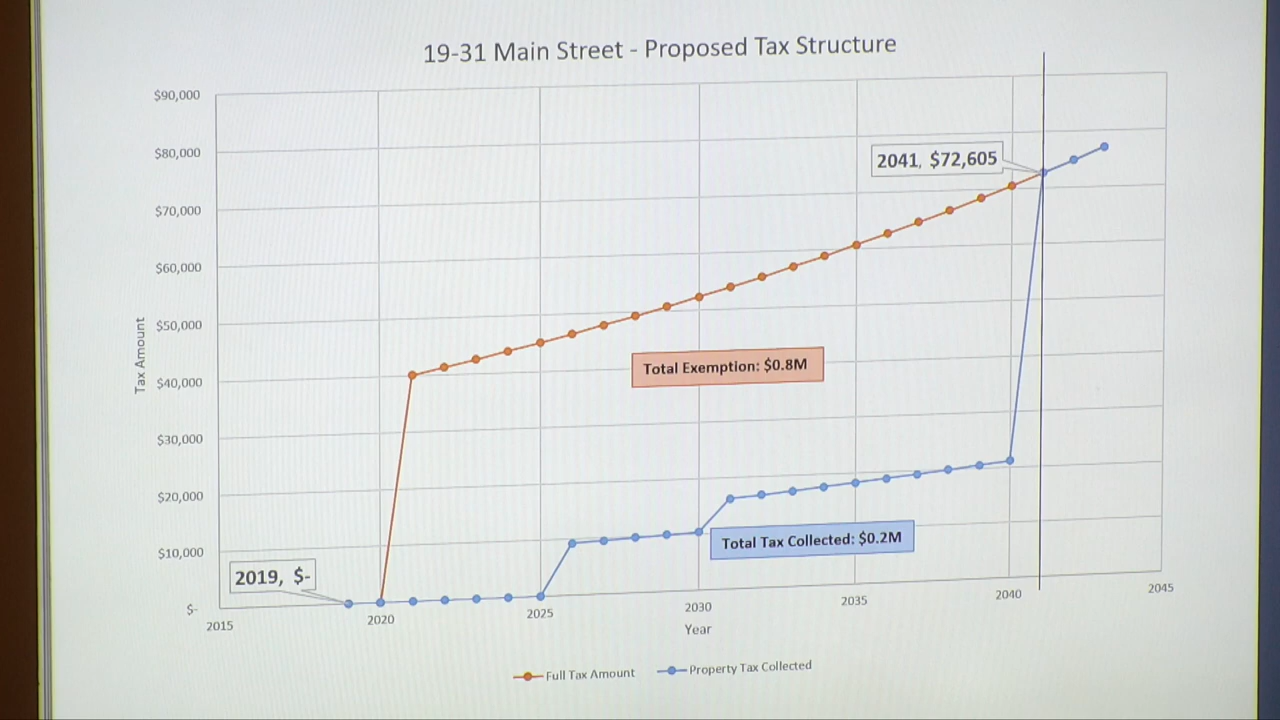 19-31 Main Street - Proposed Tax Structure
$90,000
$80,000
$70,000
$60,000
$50,000
$40,000
$30,000
$20,000
$10,000
$-
Tax Amount
2041, $72,605
Total Exemption: $0.8M
Total Tax Collected: $0.2M
2019, $-
2015
2020
2025
2030
2035
2040
2045
Year
Full Tax Amount
Property Tax Collected